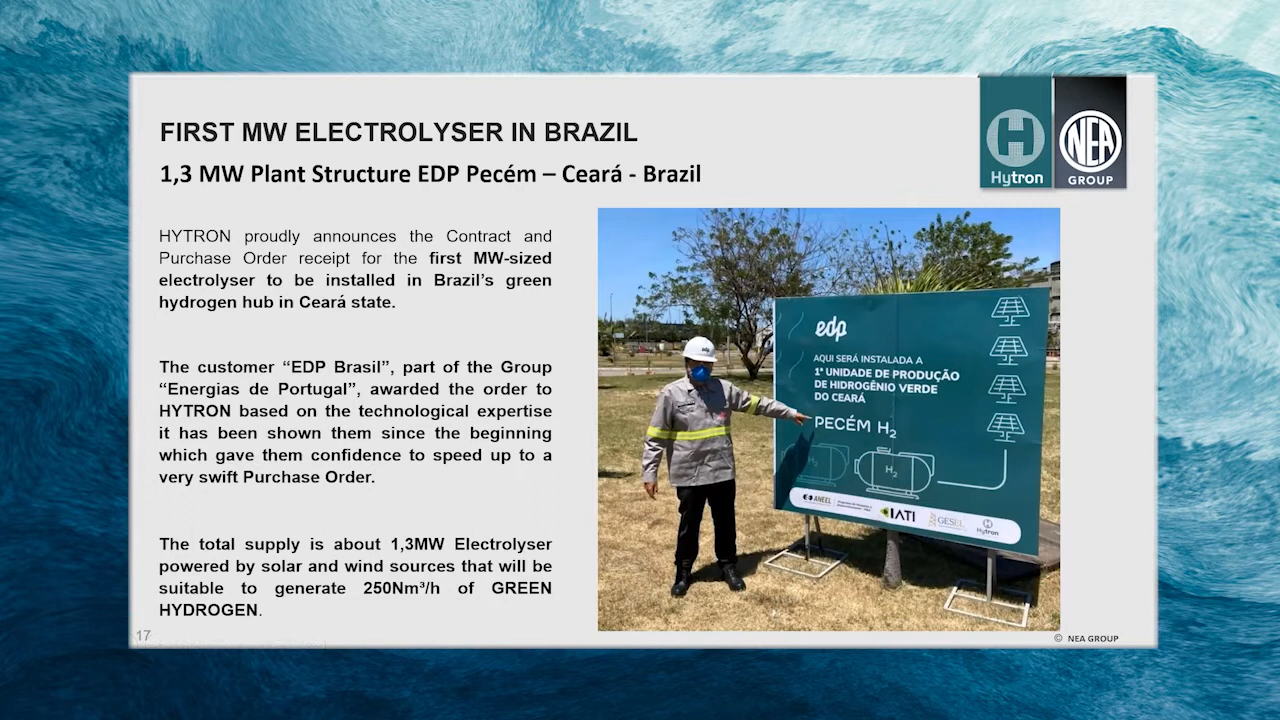 FIRST MW ELECTROLYSER IN BRAZIL
1,3 MW Plant Structure EDP Pecém – Ceará - Brazil
Hytron
NEA
GROUP
HYTRON proudly announces the Contract and
Purchase Order receipt for the first MW-sized
electrolyser to be installed in Brazil’s green
hydrogen hub in Ceará state.
The customer “EDP Brasil”, part of the Group
“Energias de Portugal”, awarded the order to
HYTRON based on the technological expertise
it has been shown them since the beginning
which gave them confidence to speed up to a
very swift Purchase Order.
The total supply is about 1,3MW Electrolyser
powered by solar and wind sources that will be
suitable to generate 250Nm³/h of GREEN
HYDROGEN.
edp
edp
AQUI SERÁ INSTALADA A
1ª UNIDADE DE PRODUÇÃO
DE HIDROGÊNIO VERDE
DO CEARÁ
PECÉM H₂
H₂
H₂
ANEEL
IATI
GESEL
Hytron
17
© NEA GROUP